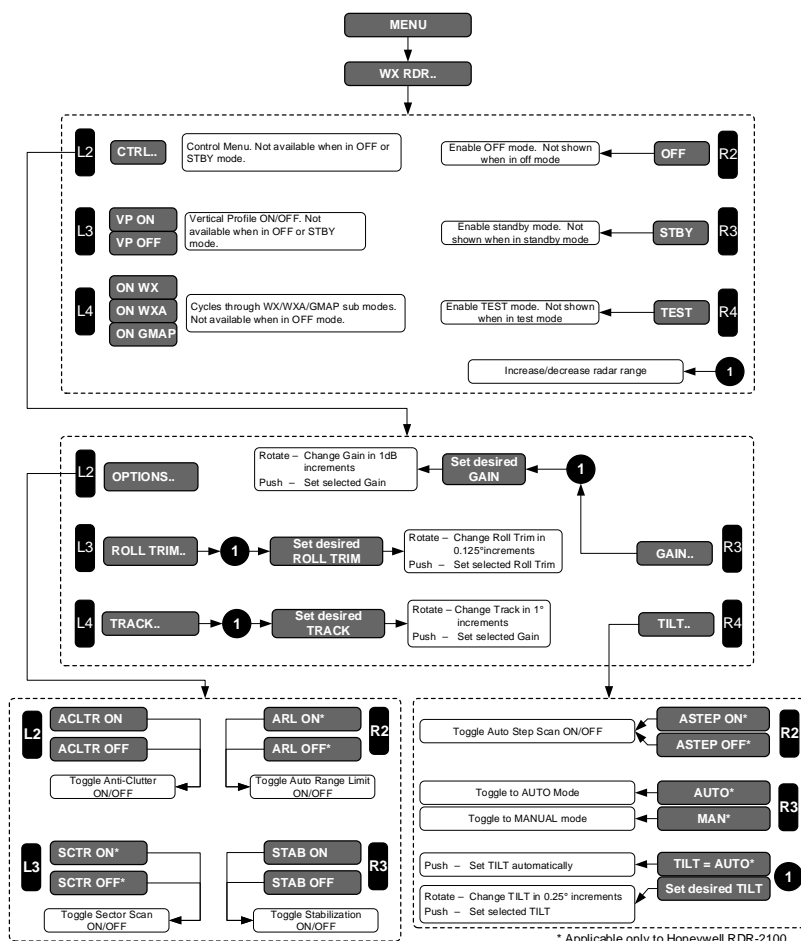 MENU
WX RDR..
L2
CTRL..
Control Menu. Not available when in OFF or
STBY mode.
Enable OFF mode. Not shown
when in off mode
OFF
R2
L3
VP ON
VP OFF
Vertical Profile ON/OFF. Not
available when in OFF or STBY
mode.
Enable standby mode. Not
shown when in standby mode
STBY
R3
L4
ON WX
ON WXA
ON GMAP
Cycles through WX/WXA/GMAP sub modes.
Not available when in OFF mode.
Enable TEST mode. Not shown
when in test mode
TEST
R4
Increase/decrease radar range
1
L2
OPTIONS..
Rotate – Change Gain in 1dB
increments
Push – Set selected Gain
Set desired
GAIN
1
L3
ROLL TRIM..
1
Set desired
ROLL TRIM
Rotate – Change Roll Trim in
0.125°increments
Push – Set selected Roll Trim
GAIN..
R3
L4
TRACK..
1
Set desired
TRACK
Rotate – Change Track in 1°
increments
Push – Set selected Gain
TILT..
R4
L2
ACLTR ON
ACLTR OFF
Toggle Anti-Clutter
ON/OFF
ARL ON*
ARL OFF*
R2
Toggle Auto Range Limit
ON/OFF
L3
SCTR ON*
SCTR OFF*
Toggle Sector Scan
ON/OFF
STAB ON
STAB OFF
R3
Toggle Stabilization
ON/OFF
Toggle Auto Step Scan ON/OFF
ASTEP ON*
ASTEP OFF*
R2
Toggle to AUTO Mode
AUTO*
Toggle to MANUAL mode
MAN*
R3
Push – Set TILT automatically
TILT = AUTO*
1
Rotate – Change TILT in 0.25° increments
Push – Set selected TILT
Set desired TILT
* Applicable only to Honeywell RDR-2100